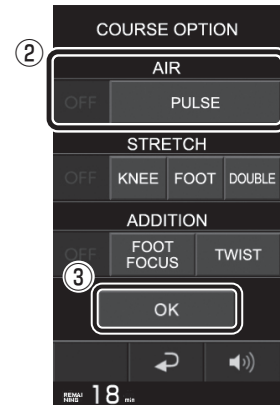 COURSE OPTION
②
AIR
OFF PULSE
STRETCH
OFF KNEE FOOT DOUBLE
ADDITION
OFF FOOT FOCUS TWIST
③
OK
REMAI
NING 18 min